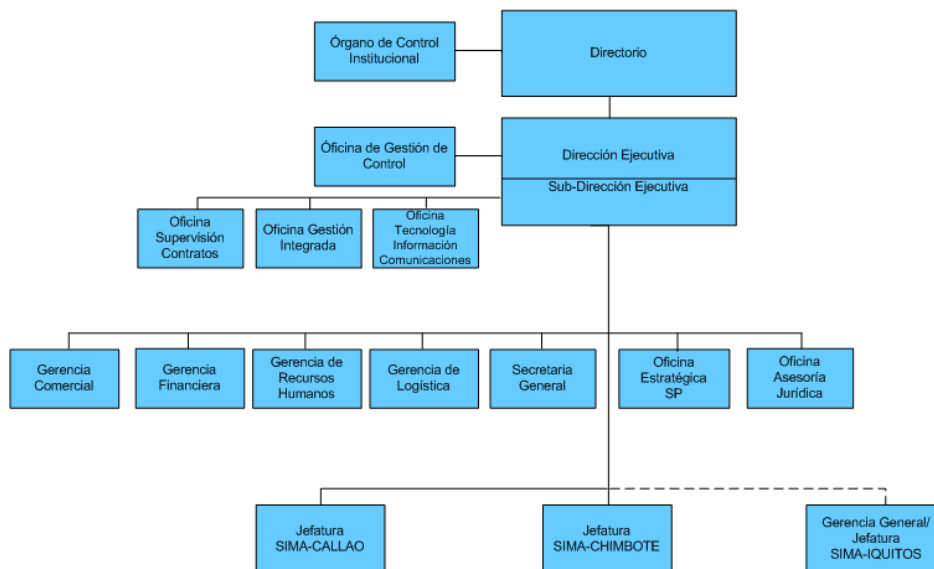 Órgano de Control
Institucional
Directorio
Óficina de Gestión de
Control
Dirección Ejecutiva
Sub-Dirección Ejecutiva
Oficina
Supervisión
Contratos
Oficina Gestión
Integrada
Oficina
Tecnología
Información
Comunicaciones
Gerencia
Comercial
Gerencia
Financiera
Gerencia de
Recursos
Humanos
Gerencia de
Logística
Secretaria
General
Oficina
Estratégica
SIP
Oficina
Asesoría
Jurídica
Jefatura
SIMA-CALLAO
Jefatura
SIMA-CHIMBOTE
Gerencia General/
Jefatura
SIMA-IQUITOS